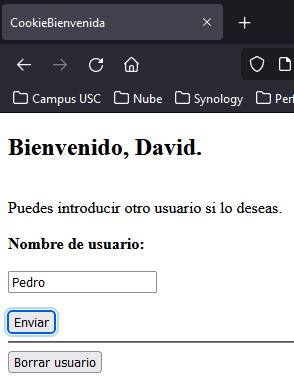 CookieBienvenida
Campus USC
Nube
Synology
Bienvenido, David.
Puedes introducir otro usuario si lo deseas.
Nombre de usuario:
Pedro
Enviar
Borrar usuario